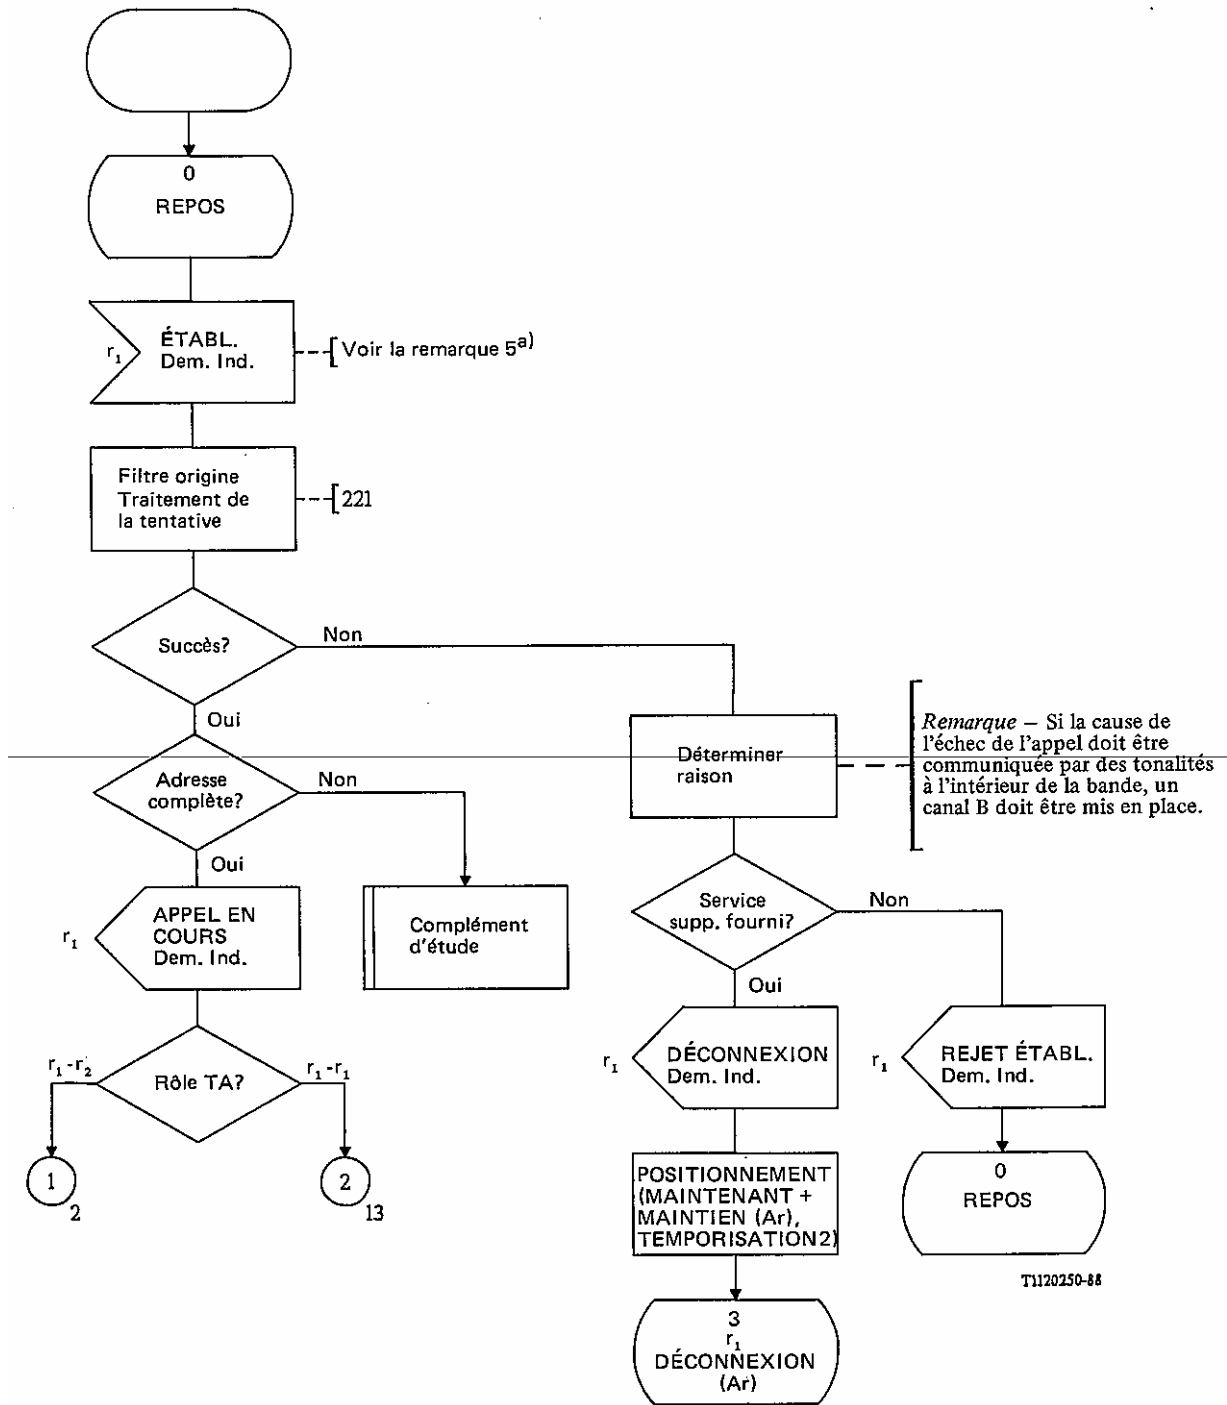 0
REPOS
r₁
ÉTABL.
Dem. Ind.
Voir la remarque 5a)
Filtre origine
Traitement de
la tentative
221
Succès?
Non
Oui
Adresse
complète?
Non
Oui
Complément
d'étude
r₁
APPEL EN
COURS
Dem. Ind.
r₁-r₂
Rôle TA?
r₁-r₁
1
2
2
13
Déterminer
raison
Remarque – Si la cause de
l'échec de l'appel doit être
communiquée par des tonalités
à l'intérieur de la bande, un
canal B doit être mis en place.
Service
supp. fourni?
Non
Oui
r₁
DÉCONNEXION
Dem. Ind.
r₁
REJET ÉTABL.
Dem. Ind.
POSITIONNEMENT
(MAINTENANT +
MAINTIEN (Ar),
TEMPORISATION 2)
0
REPOS
3
r₁
DÉCONNEXION
(Ar)
T1120250-88